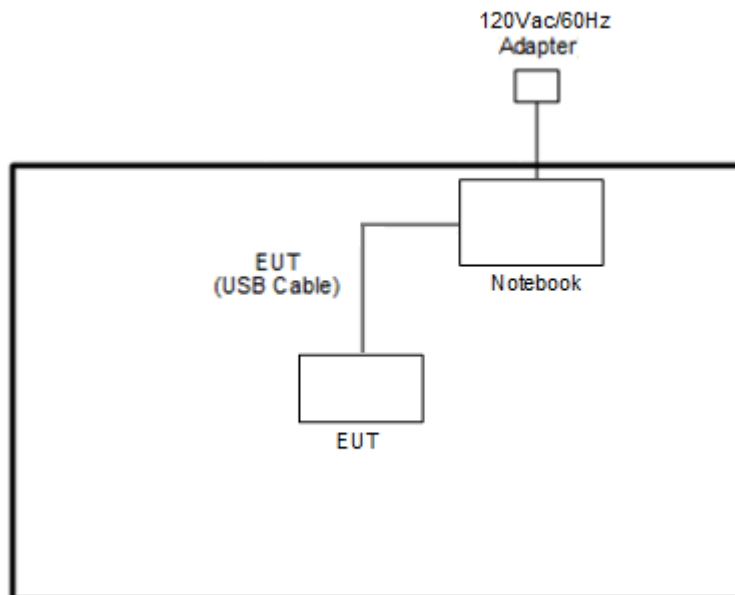 120Vac/60Hz
Adapter
EUT
(USB Cable)
Notebook
EUT